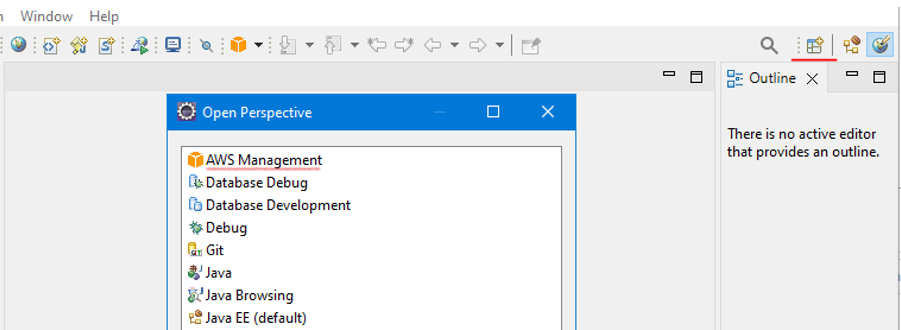 Window Help
Outline
Open Perspective
There is no active editor
that provides an outline.
AWS Management
Database Debug
Database Development
Debug
Git
Java
Java Browsing
Java EE (default)